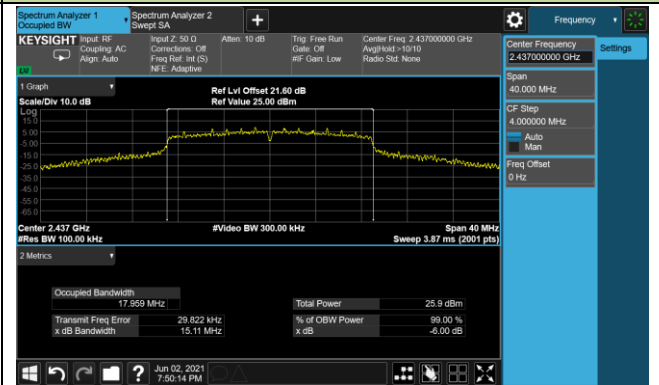 Spectrum Analyzer 1
Occupied BW
Spectrum Analyzer 2
Swept SA
+
Frequency
KEYSIGHT
Input: RF
Coupling: AC
Align: Auto
Input Z: 50 Ω
Corrections: Off
Freq Ref: Int (S)
NFE: Adaptive
Atten: 10 dB
Trig: Free Run
Gate: Off
#IF Gain: Low
Center Freq: 2.437000000 GHz
Avg|Hold:>10/10
Radio Std: None
Center Frequency
2.437000000 GHz
Settings
Span
40.000 MHz
CF Step
4.000000 MHz
Auto
Man
Freq Offset
0 Hz
1 Graph
Scale/Div 10.0 dB
Ref Lvl Offset 21.60 dB
Ref Value 25.00 dBm
Log
15.0
5.00
-5.00
-15.0
-25.0
-35.0
-45.0
-55.0
-65.0
Center 2.437 GHz
#Res BW 100.00 kHz
#Video BW 300.00 kHz
Span 40 MHz
Sweep 3.87 ms (2001 pts)
2 Metrics
Occupied Bandwidth
17.959 MHz
Total Power 25.9 dBm
Transmit Freq Error 29.822 kHz
% of OBW Power 99.00 %
x dB Bandwidth 15.11 MHz
x dB -6.00 dB
?
Jun 02, 2021
7:50:14 PM